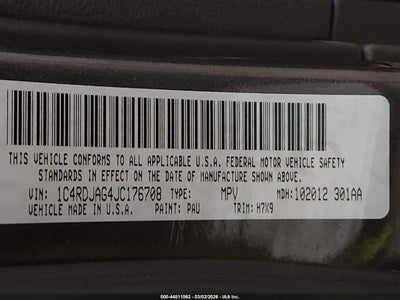 THIS VEHICLE CONFORMS TO ALL APPLICABLE U.S.A. FEDERAL MOTOR VEHICLE SAFETY
STANDARDS IN EFFECT ON THE DATE OF MANUFACTURE SHOWN ABOVE.
VIN: 1C4RDJAG4JC176708 TYPE: MPV MDH: 102012 301AA
VEHICLE MADE IN U.S.A. PAINT: PAU TRIM: H7X9
000-44511062 - 03/02/2026 - IAA Inc.